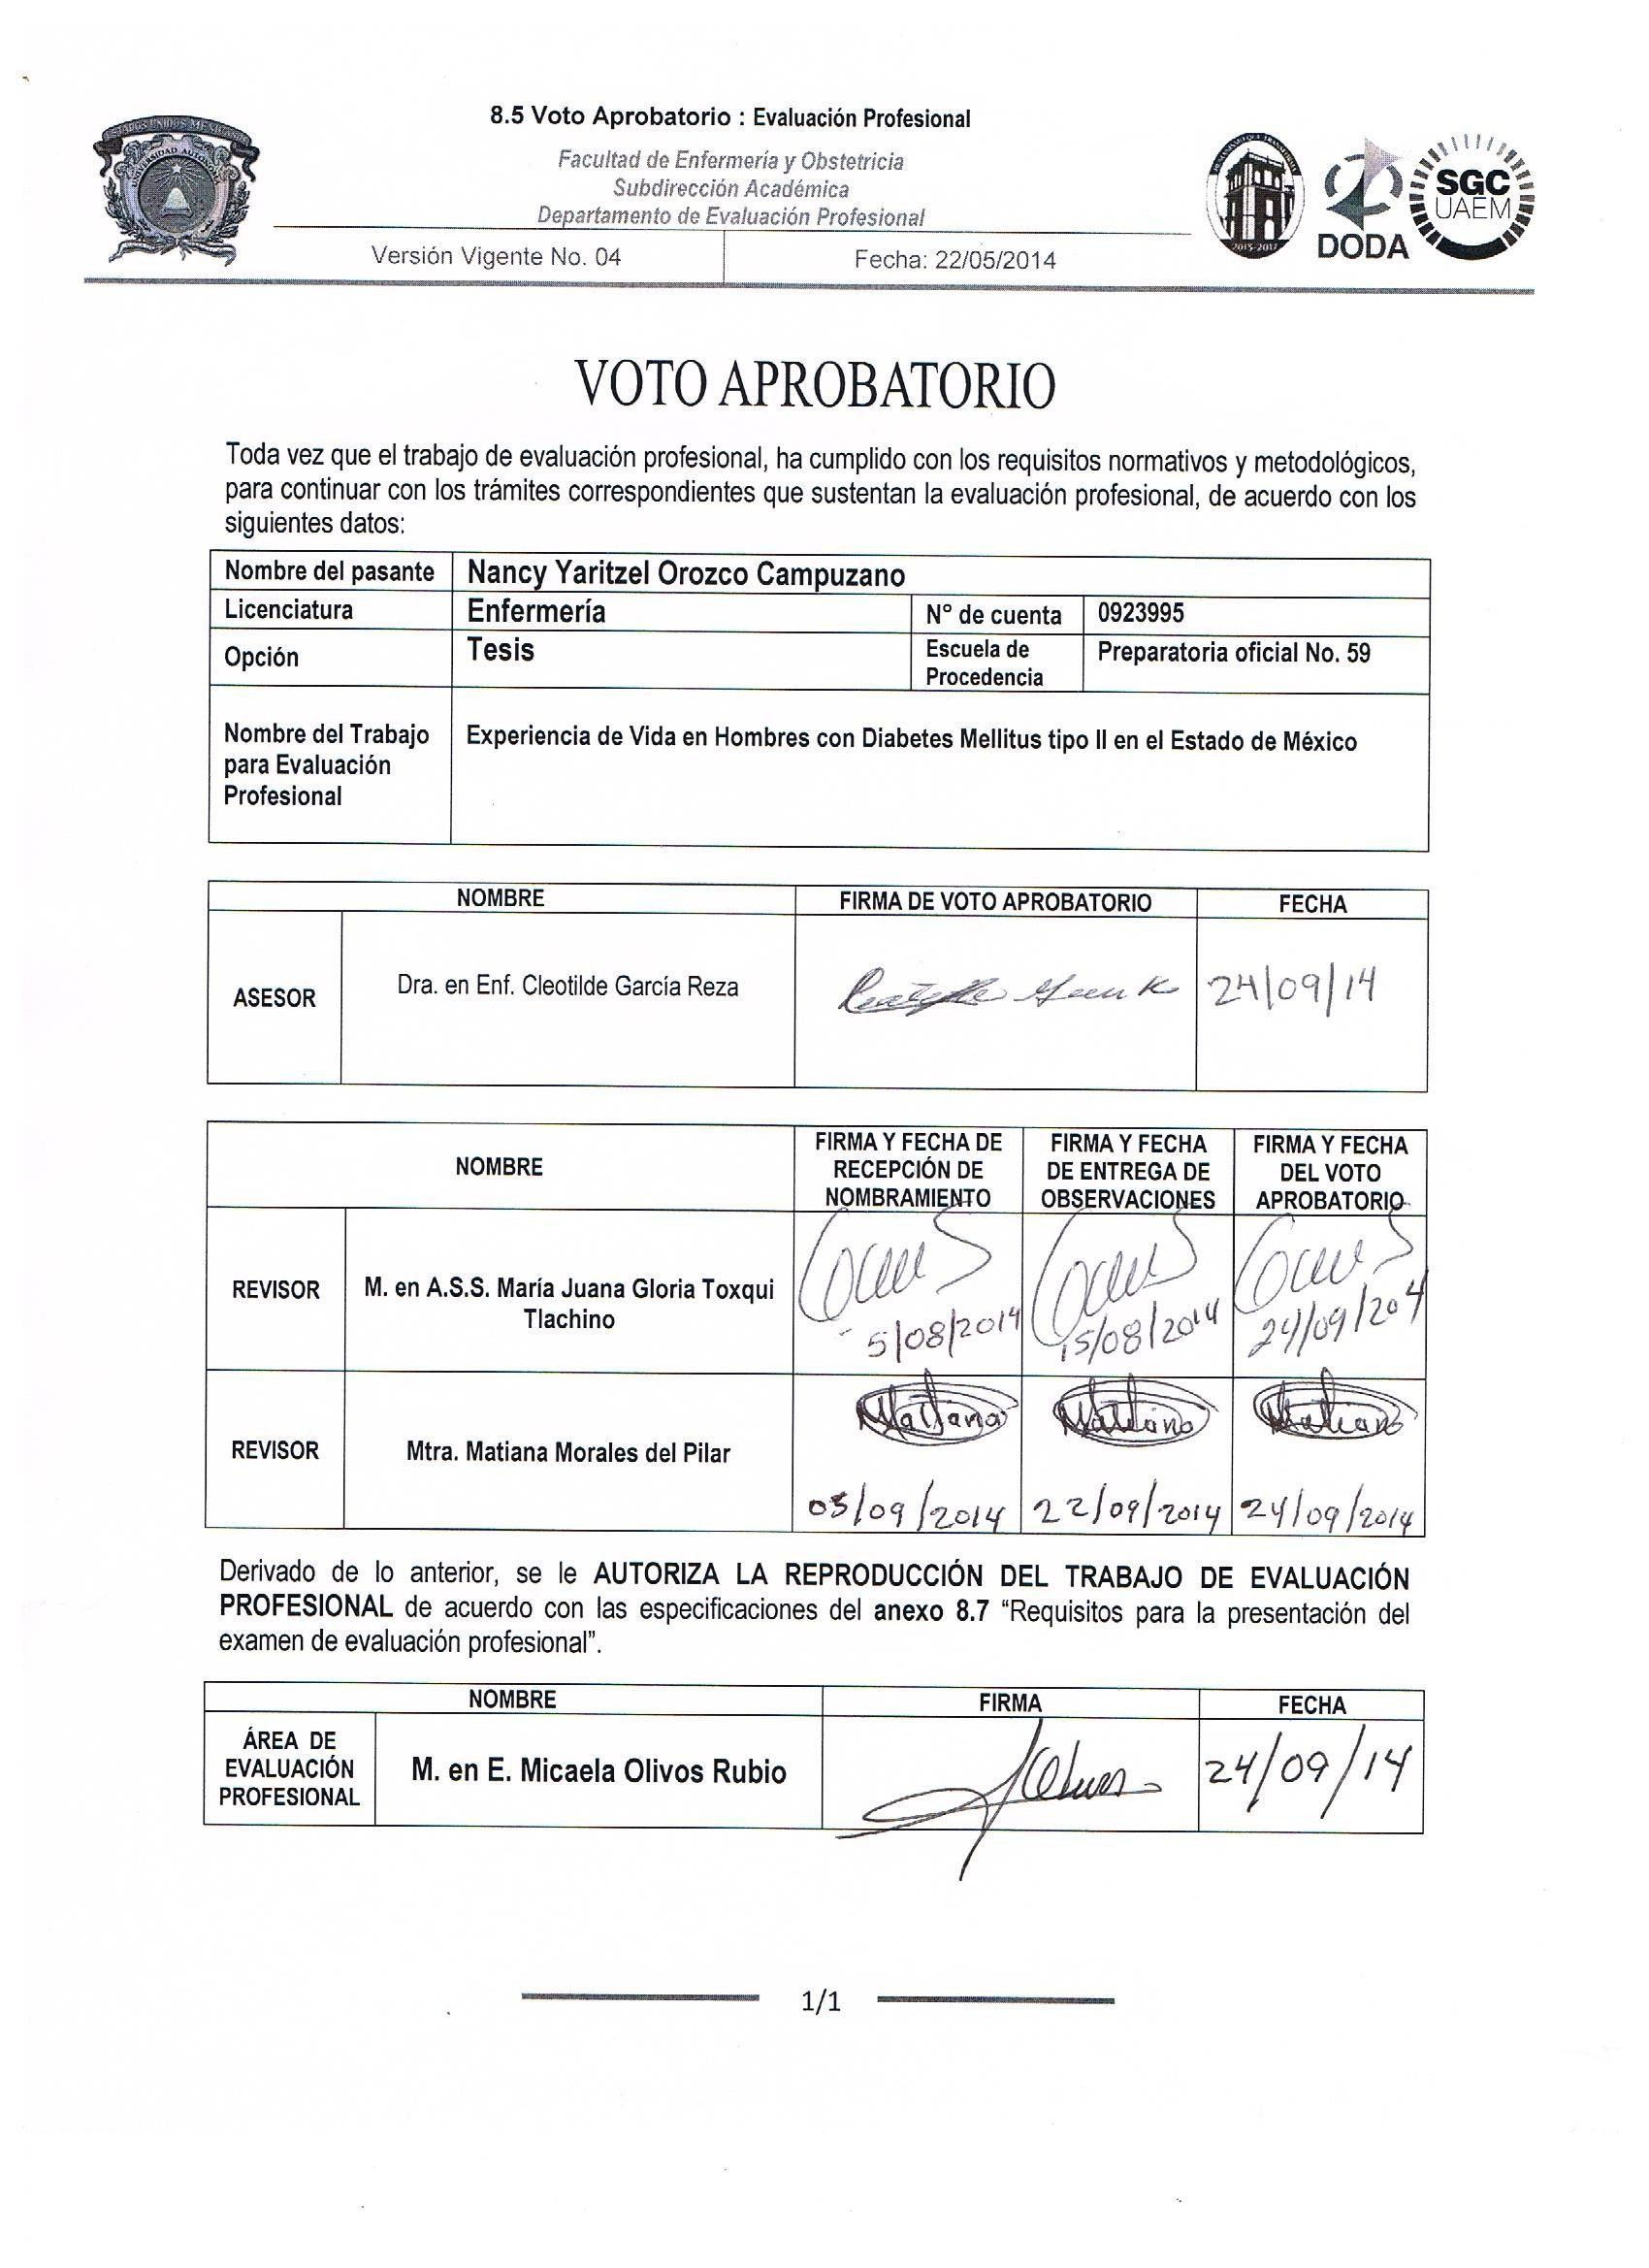 8.5 Voto Aprobatorio : Evaluación Profesional
Facultad de Enfermería y Obstetricia
Subdirección Académica
Departamento de Evaluación Profesional
Versión Vigente No. 04
Fecha: 22/05/2014
2013-2017
DODA
SGC
UAEM
VOTO APROBATORIO
Toda vez que el trabajo de evaluación profesional, ha cumplido con los requisitos normativos y metodológicos,
para continuar con los trámites correspondientes que sustentan la evaluación profesional, de acuerdo con los
siguientes datos:
Nombre del pasante Nancy Yaritzel Orozco Campuzano
Licenciatura Enfermería N° de cuenta 0923995
Opción Tesis Escuela de Procedencia Preparatoria oficial No. 59
Nombre del Trabajo
para Evaluación
Profesional
Experiencia de Vida en Hombres con Diabetes Mellitus tipo II en el Estado de México
NOMBRE FIRMA DE VOTO APROBATORIO FECHA
ASESOR Dra. en Enf. Cleotilde García Reza 24/09/14
NOMBRE
FIRMA Y FECHA DE
RECEPCIÓN DE
NOMBRAMIENTO
FIRMA Y FECHA
DE ENTREGA DE
OBSERVACIONES
FIRMA Y FECHA
DEL VOTO
APROBATORIO
REVISOR
M. en A.S.S. María Juana Gloria Toxqui
Tlachino
5/08/2014 15/08/2014 24/09/204
REVISOR Mtra. Matiana Morales del Pilar
Matiana Matiana Matiana
03/09/2014 22/09/2014 24/09/2014
Derivado de lo anterior, se le AUTORIZA LA REPRODUCCIÓN DEL TRABAJO DE EVALUACIÓN
PROFESIONAL de acuerdo con las especificaciones del anexo 8.7 “Requisitos para la presentación del
examen de evaluación profesional”.
NOMBRE FIRMA FECHA
ÁREA DE
EVALUACIÓN
PROFESIONAL
M. en E. Micaela Olivos Rubio
24/09/14
1/1